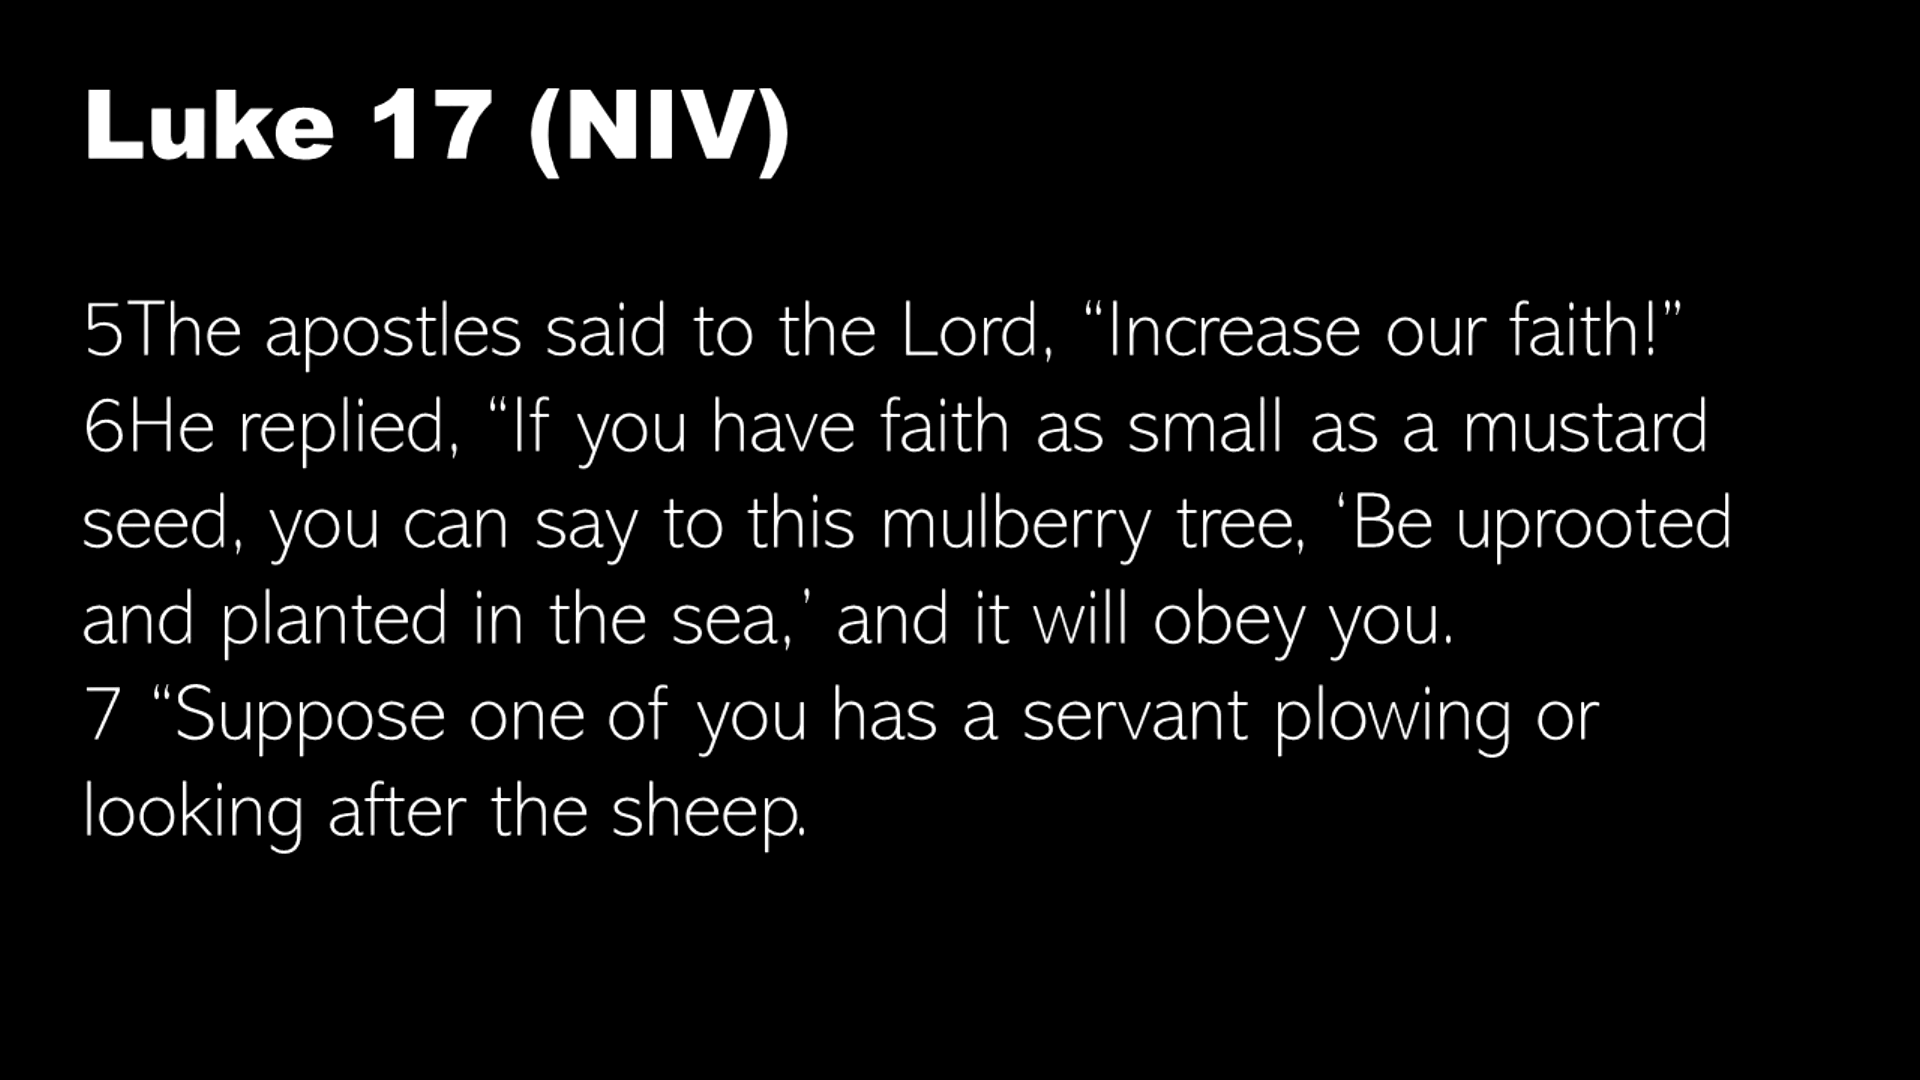 Luke 17 (NIV)
5The apostles said to the Lord, “Increase our faith!”
6He replied, “If you have faith as small as a mustard
seed, you can say to this mulberry tree, ‘Be uprooted
and planted in the sea,’ and it will obey you.
7 “Suppose one of you has a servant plowing or
looking after the sheep.